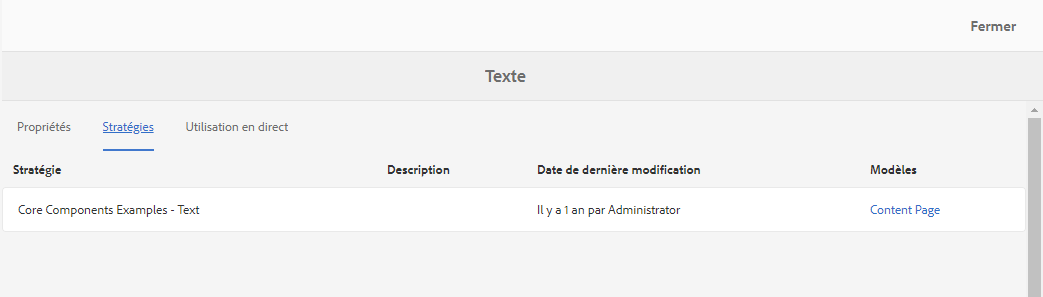 Fermer
Texte
Propriétés Stratégies Utilisation en direct
Stratégie Description Date de dernière modification Modèles
Core Components Examples - Text Il y a 1 an par Administrator Content Page